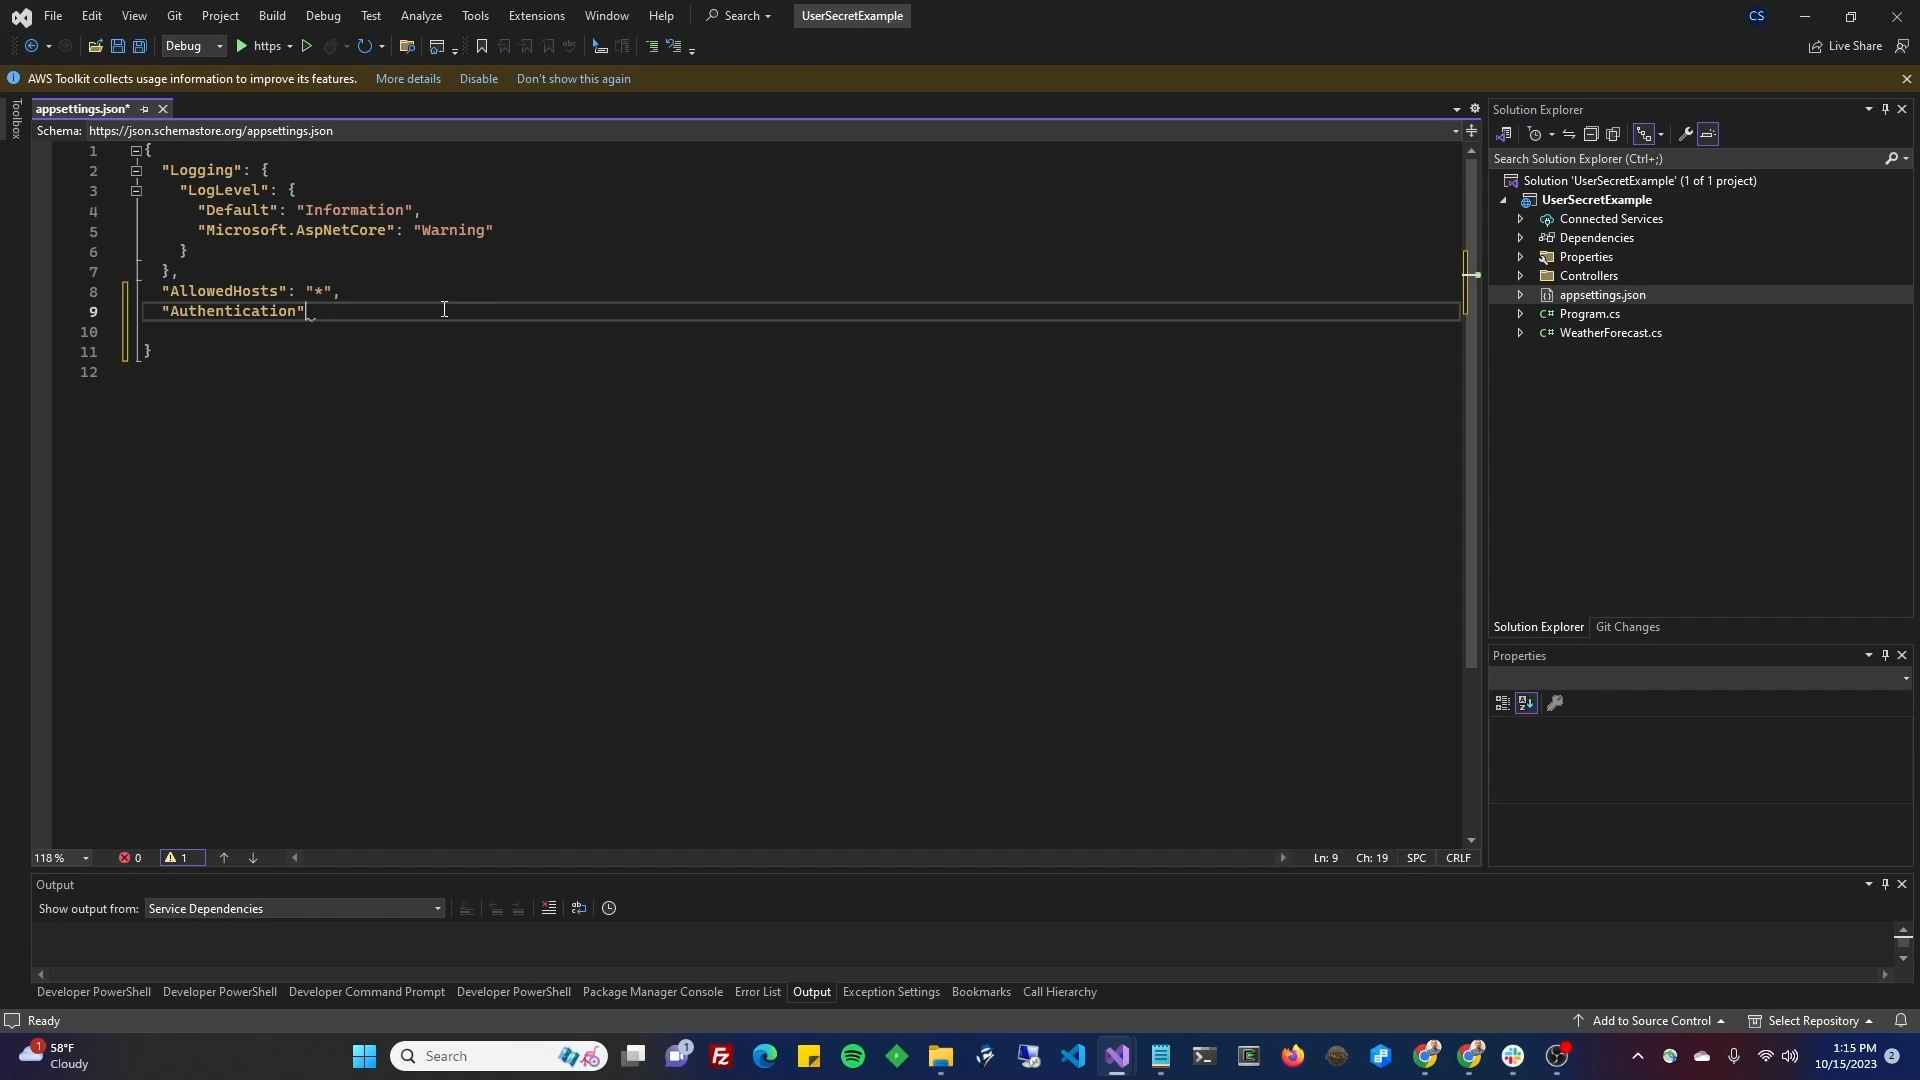 File Edit View Git Project Build Debug Test Analyze Tools Extensions Window Help Search UserSecretExample CS
Debug https Live Share
AWS Toolkit collects usage information to improve its features. More details Disable Don't show this again
Toolbox
appsettings.json*
Schema: https://json.schemastore.org/appsettings.json
1 {
2 "Logging": {
3 "LogLevel": {
4 "Default": "Information",
5 "Microsoft.AspNetCore": "Warning"
6 }
7 },
8 "AllowedHosts": "*",
9 "Authentication"
10
11 }
12
118 % 0 1 Ln: 9 Ch: 19 SPC CRLF
Solution Explorer
Search Solution Explorer (Ctrl+;)
Solution 'UserSecretExample' (1 of 1 project)
UserSecretExample
Connected Services
Dependencies
Properties
Controllers
appsettings.json
C# Program.cs
C# WeatherForecast.cs
Solution Explorer Git Changes
Properties
Output
Show output from: Service Dependencies
Developer PowerShell Developer PowerShell Developer Command Prompt Developer PowerShell Package Manager Console Error List Output Exception Settings Bookmarks Call Hierarchy
Ready Add to Source Control Select Repository
1 58°F
Cloudy
Search
1
Fz
1:15 PM
10/15/2023
2